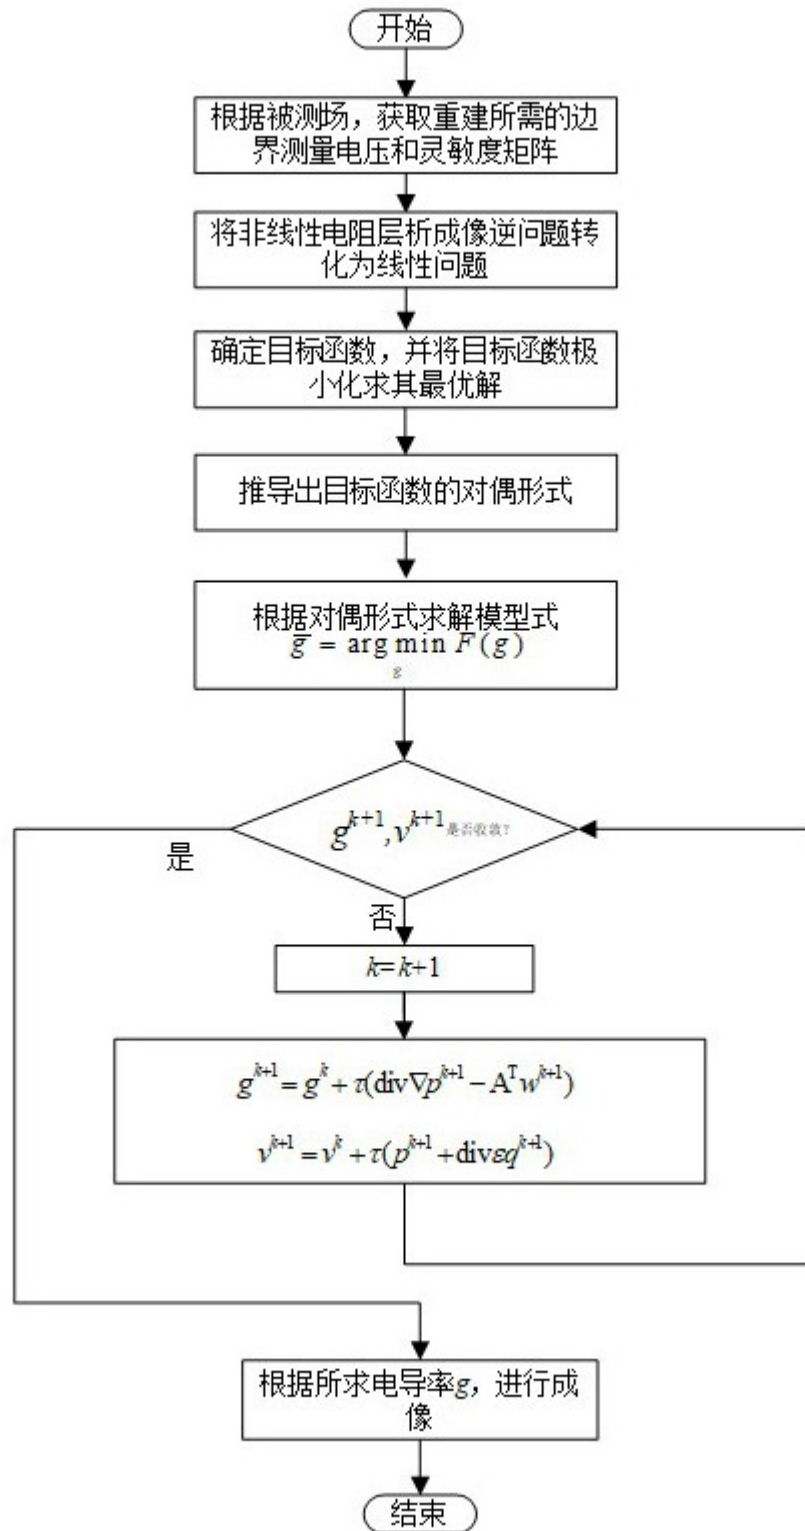 开始
根据被测场，获取重建所需的边
界测量电压和灵敏度矩阵
将非线性电阻层析成像逆问题转
化为线性问题
确定目标函数，并将目标函数极
小化求其最优解
推导出目标函数的对偶形式
根据对偶形式求解模型式
g̅ = arg min F(g)
g
g^{k+1}, v^{k+1} 是否收敛?
是
否
k=k+1
g^{k+1} = g^k + τ(div∇p^{k+1} − A^T w^{k+1})
v^{k+1} = v^k + τ(p^{k+1} + divεq^{k+1})
根据所求电导率g，进行成
像
结束